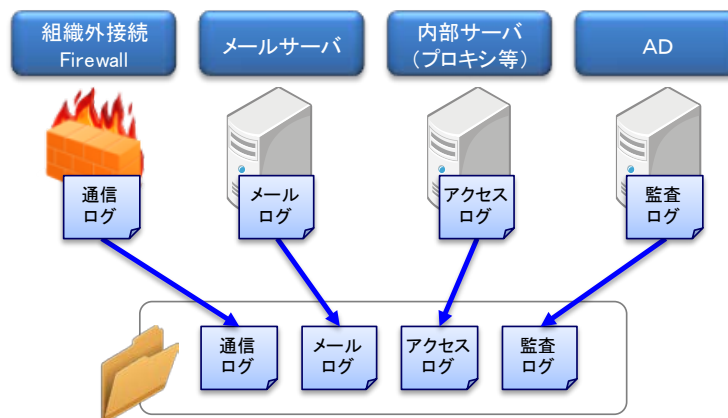 組織外接続
Firewall
メールサーバ
内部サーバ
（プロキシ等）
AD
通信
ログ
メール
ログ
アクセス
ログ
監査
ログ
通信
ログ
メール
ログ
アクセス
ログ
監査
ログ